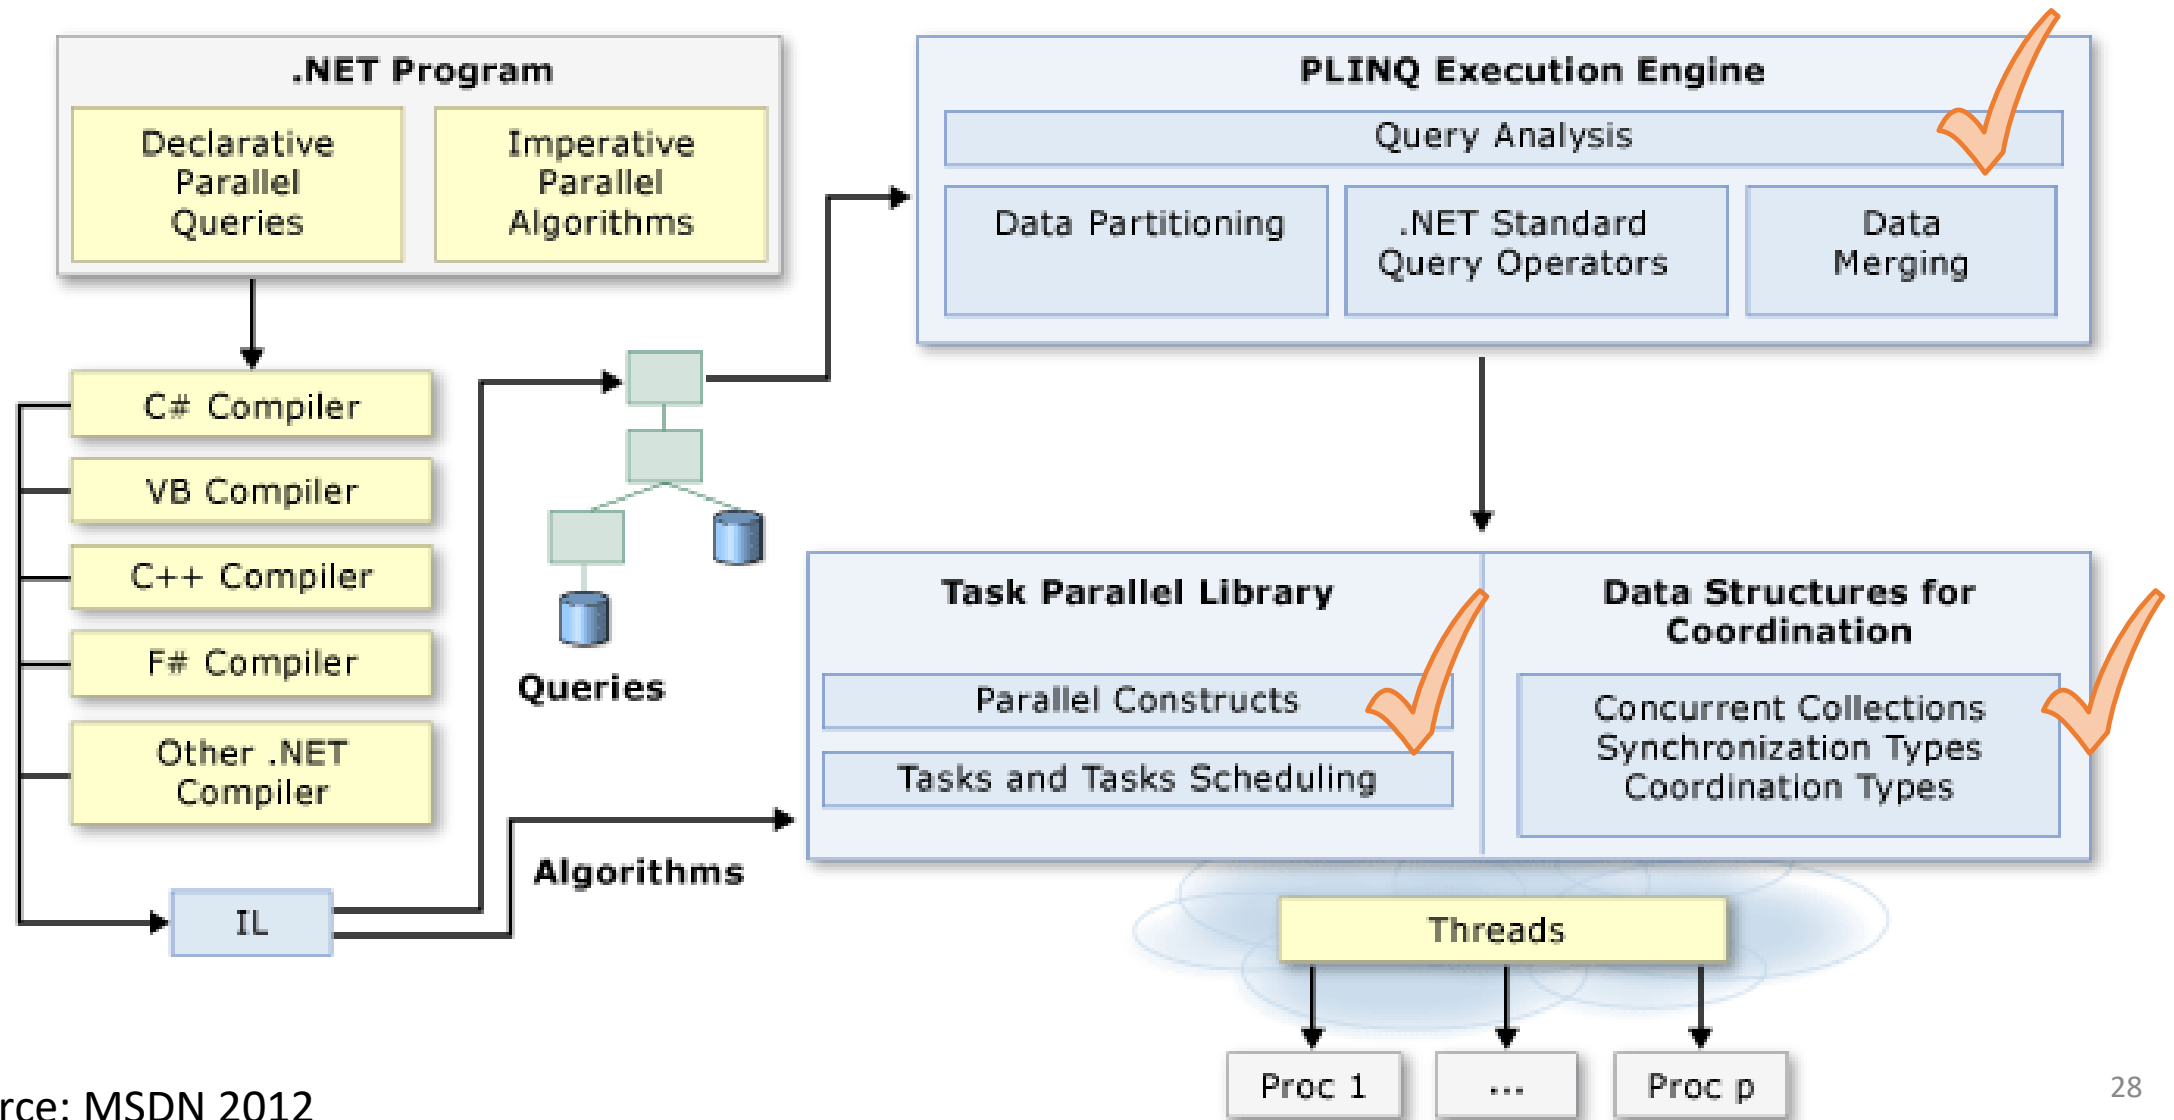 .NET Program
Declarative
Parallel
Queries
Imperative
Parallel
Algorithms
PLINQ Execution Engine
Query Analysis
Data Partitioning
.NET Standard
Query Operators
Data
Merging
C# Compiler
VB Compiler
C++ Compiler
F# Compiler
Other .NET
Compiler
IL
Queries
Algorithms
Task Parallel Library
Parallel Constructs
Tasks and Tasks Scheduling
Data Structures for
Coordination
Concurrent Collections
Synchronization Types
Coordination Types
Threads
Proc 1
...
Proc p
rce: MSDN 2012
28